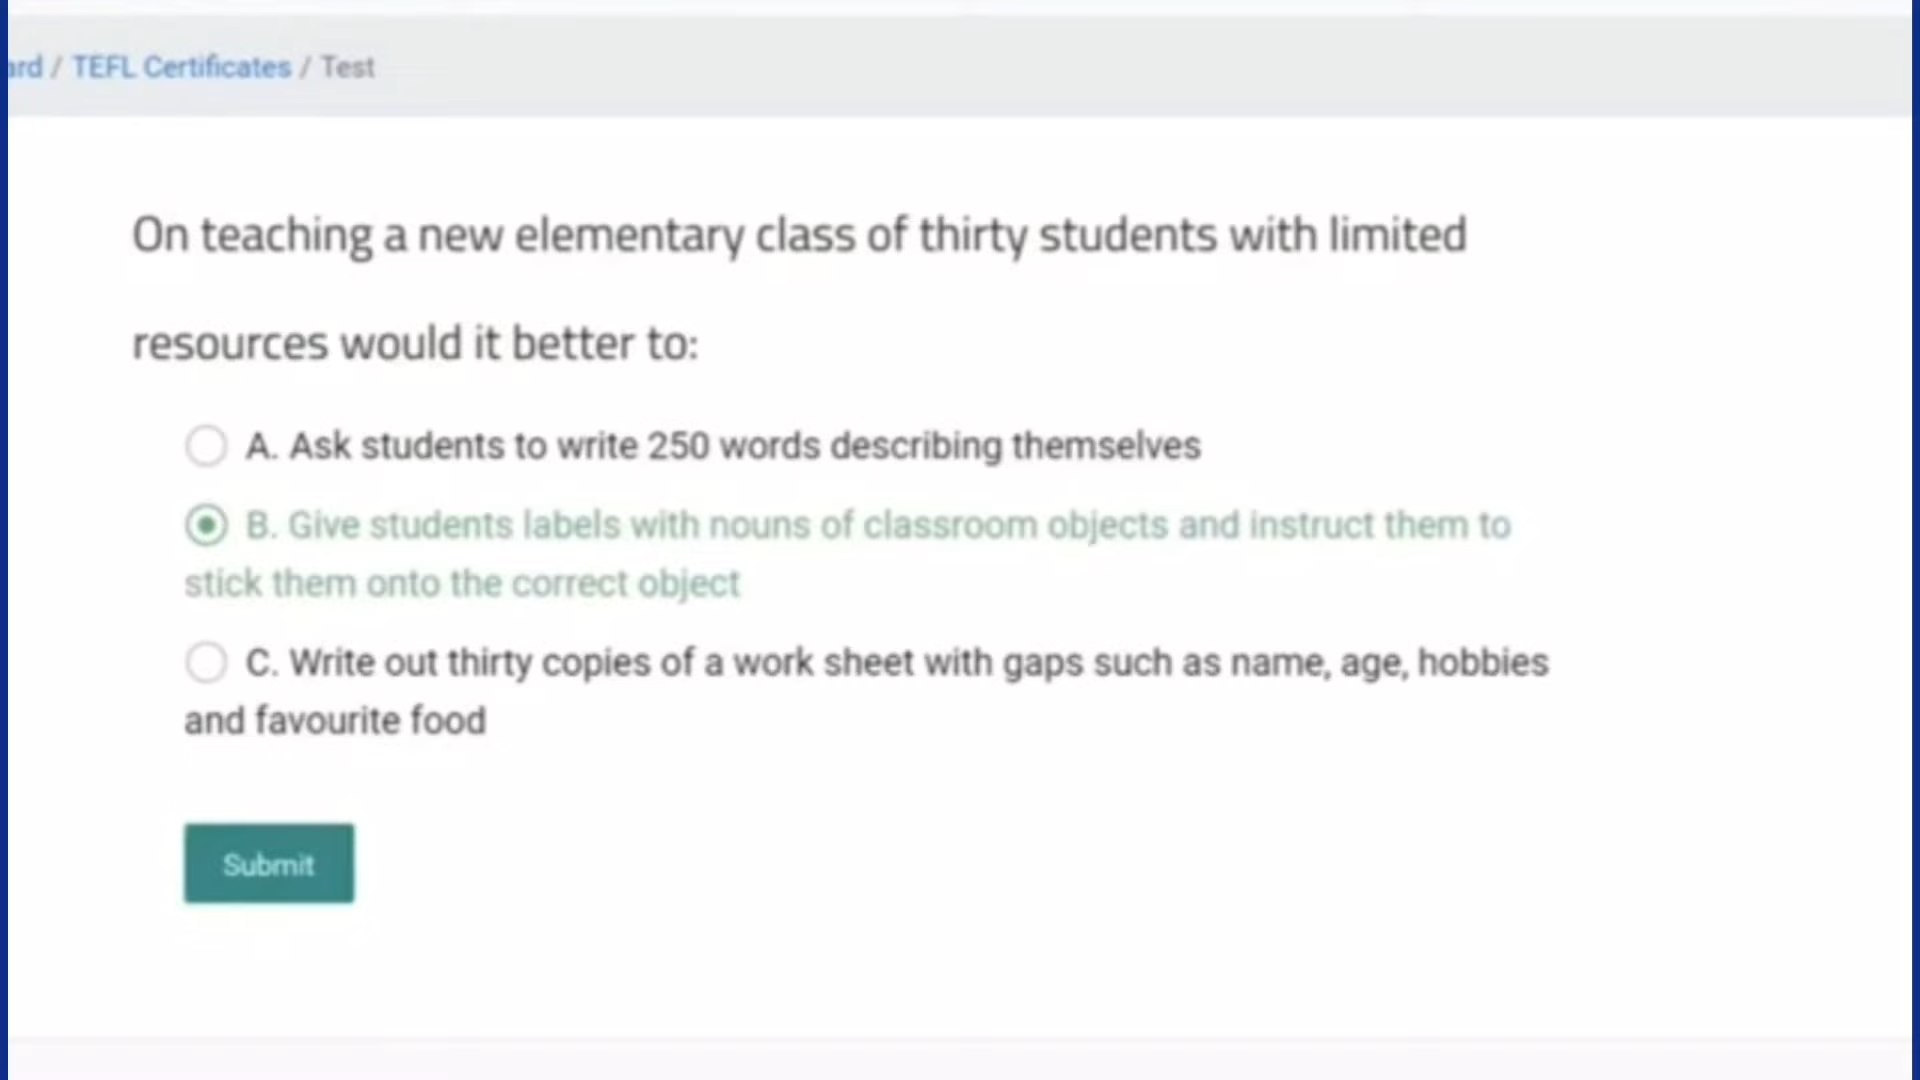 ard / TEFL Certificates / Test
On teaching a new elementary class of thirty students with limited
resources would it better to:
A. Ask students to write 250 words describing themselves
B. Give students labels with nouns of classroom objects and instruct them to
stick them onto the correct object
C. Write out thirty copies of a work sheet with gaps such as name, age, hobbies
and favourite food
Submit